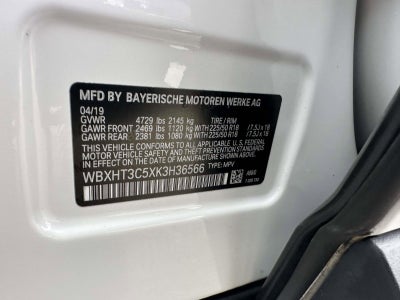 MFD BY BAYERISCHE MOTOREN WERKE AG
04/19
GVWR 4729 lbs 2145 kg TIRE / RIM
GAWR FRONT 2469 lbs 1120 kg WITH 225/50 R18 /7.5J x 18
GAWR REAR 2381 lbs 1080 kg WITH 225/50 R18 /7.5J x 18
THIS VEHICLE CONFORMS TO ALL APPLICABLE
U.S. FEDERAL
SAFETY AND THEFT PREVENTION STANDARDS
IN EFFECT ON THE DATE OF MANUFACTURE SHOWN ABOVE.
WBXHT3C5XK3H36566 TYPE: MPV